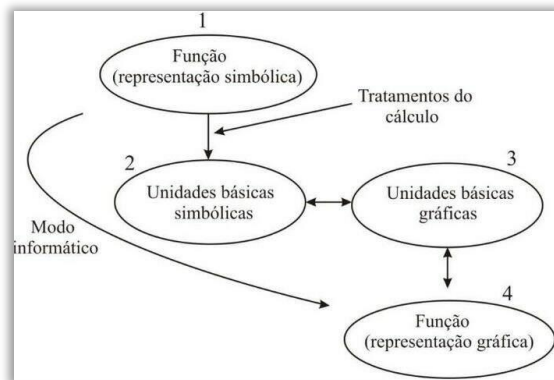 1
Função
(representação simbólica)
Tratamentos do
cálculo
2
Unidades básicas
simbólicas
3
Unidades básicas
gráficas
Modo
informático
4
Função
(representação gráfica)